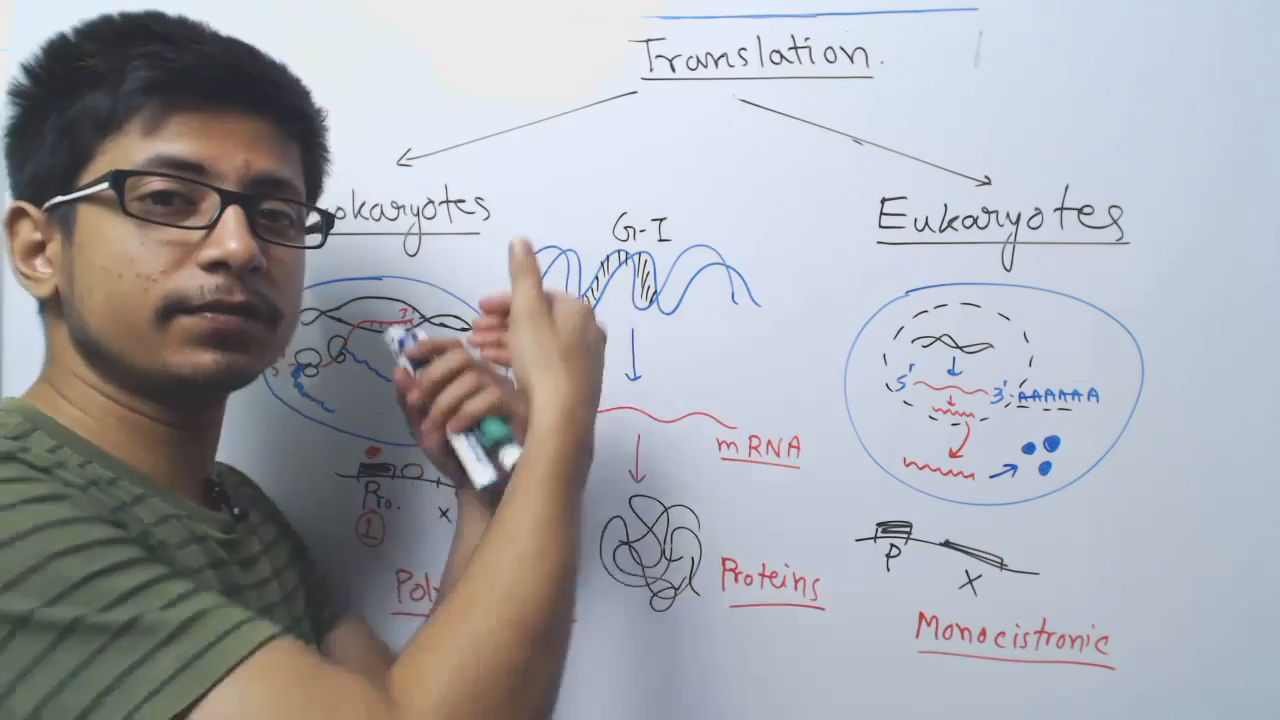 Translation.
okaryotes
G-I
Eukaryotes
3'
5'
3'
AAAAAA
mRNA
Pro.
1
X
P
X
Pol
Proteins
Monocistronic